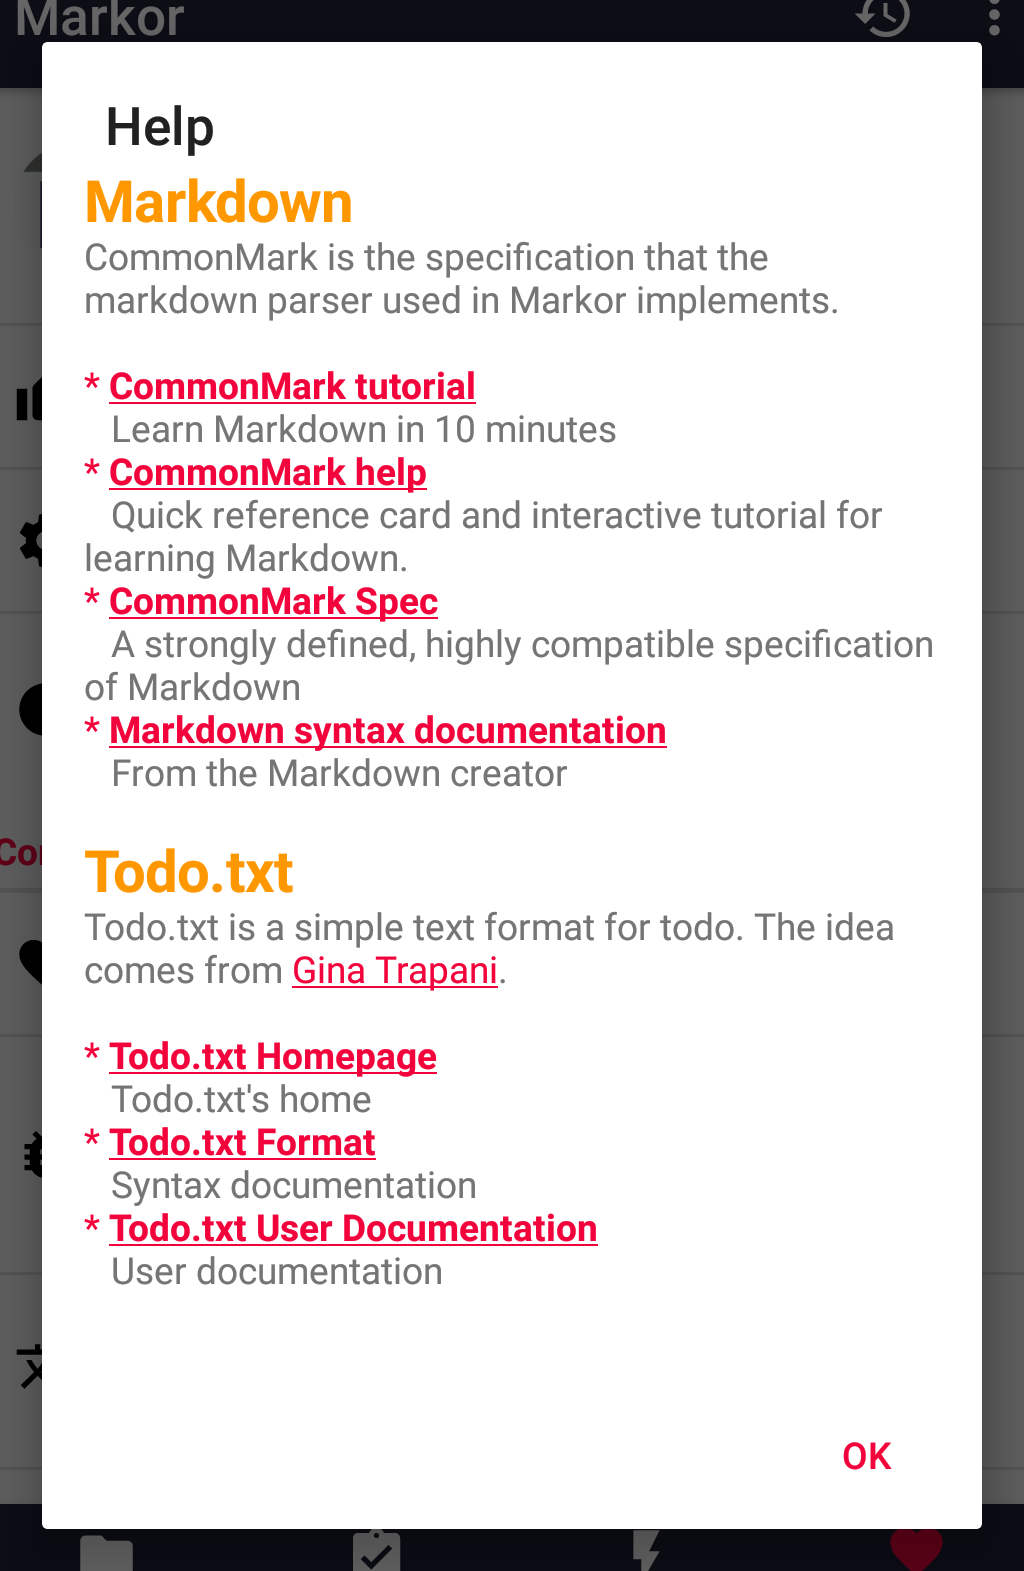 Markor
Help
Markdown
CommonMark is the specification that the
markdown parser used in Markor implements.
* CommonMark tutorial
Learn Markdown in 10 minutes
* CommonMark help
Quick reference card and interactive tutorial for
learning Markdown.
* CommonMark Spec
A strongly defined, highly compatible specification
of Markdown
* Markdown syntax documentation
From the Markdown creator
Todo.txt
Todo.txt is a simple text format for todo. The idea
comes from Gina Trapani.
* Todo.txt Homepage
Todo.txt's home
* Todo.txt Format
Syntax documentation
* Todo.txt User Documentation
User documentation
OK